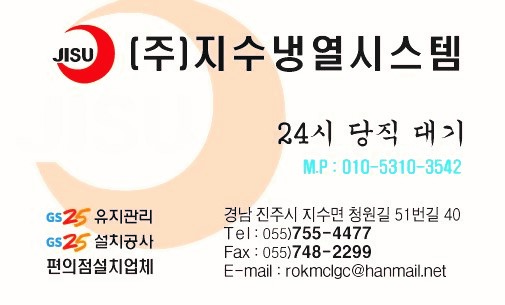 JISU (주)지수냉열시스템
JISU
24시 당직 대기
M.P : 010-5310-3542
GS25 유지관리
GS25 설치공사
편의점설치업체
경남 진주시 지수면 청원길 51번길 40
Tel : 055)755-4477
Fax : 055)748-2299
E-mail : rokmclgc@hanmail.net